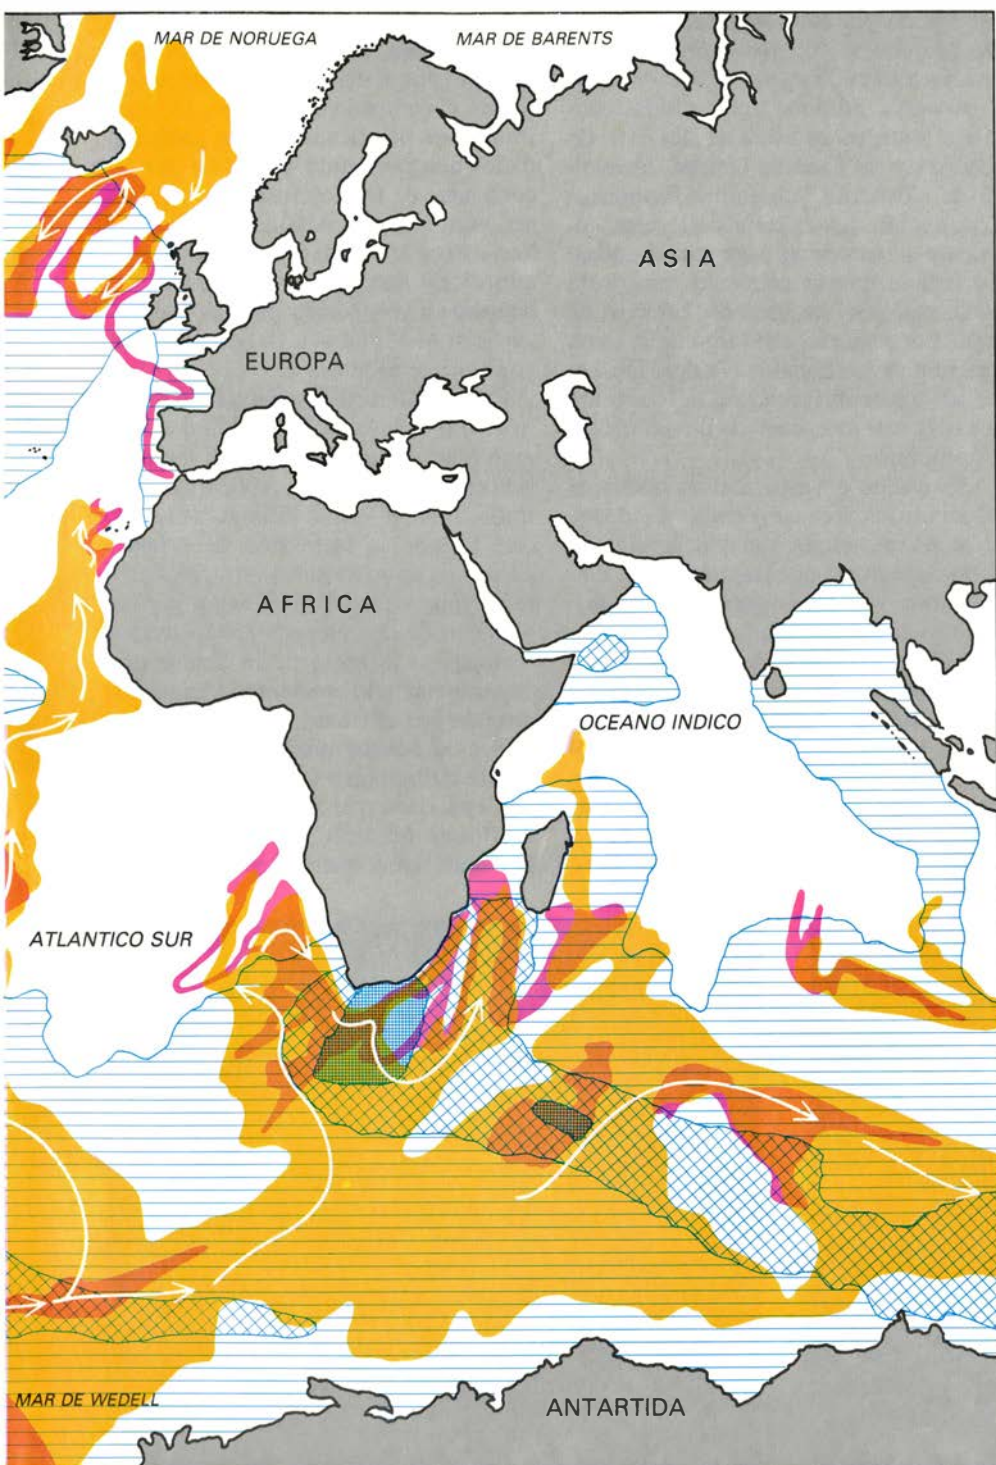 MAR DE NORUEGA
MAR DE BARENTS
ASIA
EUROPA
AFRICA
OCEANO INDICO
ATLANTICO SUR
MAR DE WEDELL
ANTARTIDA